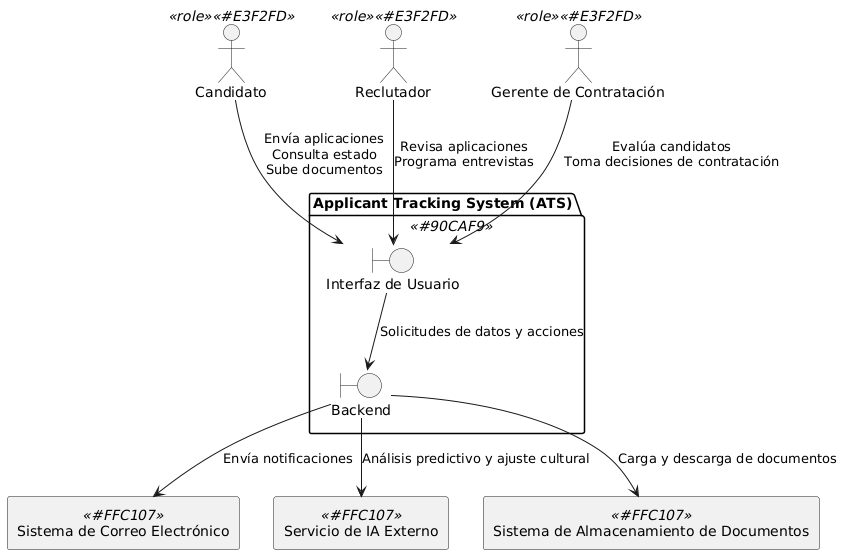 «role»«#E3F2FD»
«role»«#E3F2FD»
«role»«#E3F2FD»
Candidato
Reclutador
Gerente de Contratación
Envía aplicaciones
Consulta estado
Sube documentos
Revisa aplicaciones
Programa entrevistas
Evalúa candidatos
Toma decisiones de contratación
Applicant Tracking System (ATS)
«#90CAF9»
Interfaz de Usuario
Solicitudes de datos y acciones
Backend
Envía notificaciones
Análisis predictivo y ajuste cultural
Carga y descarga de documentos
«#FFC107»
Sistema de Correo Electrónico
«#FFC107»
Servicio de IA Externo
«#FFC107»
Sistema de Almacenamiento de Documentos